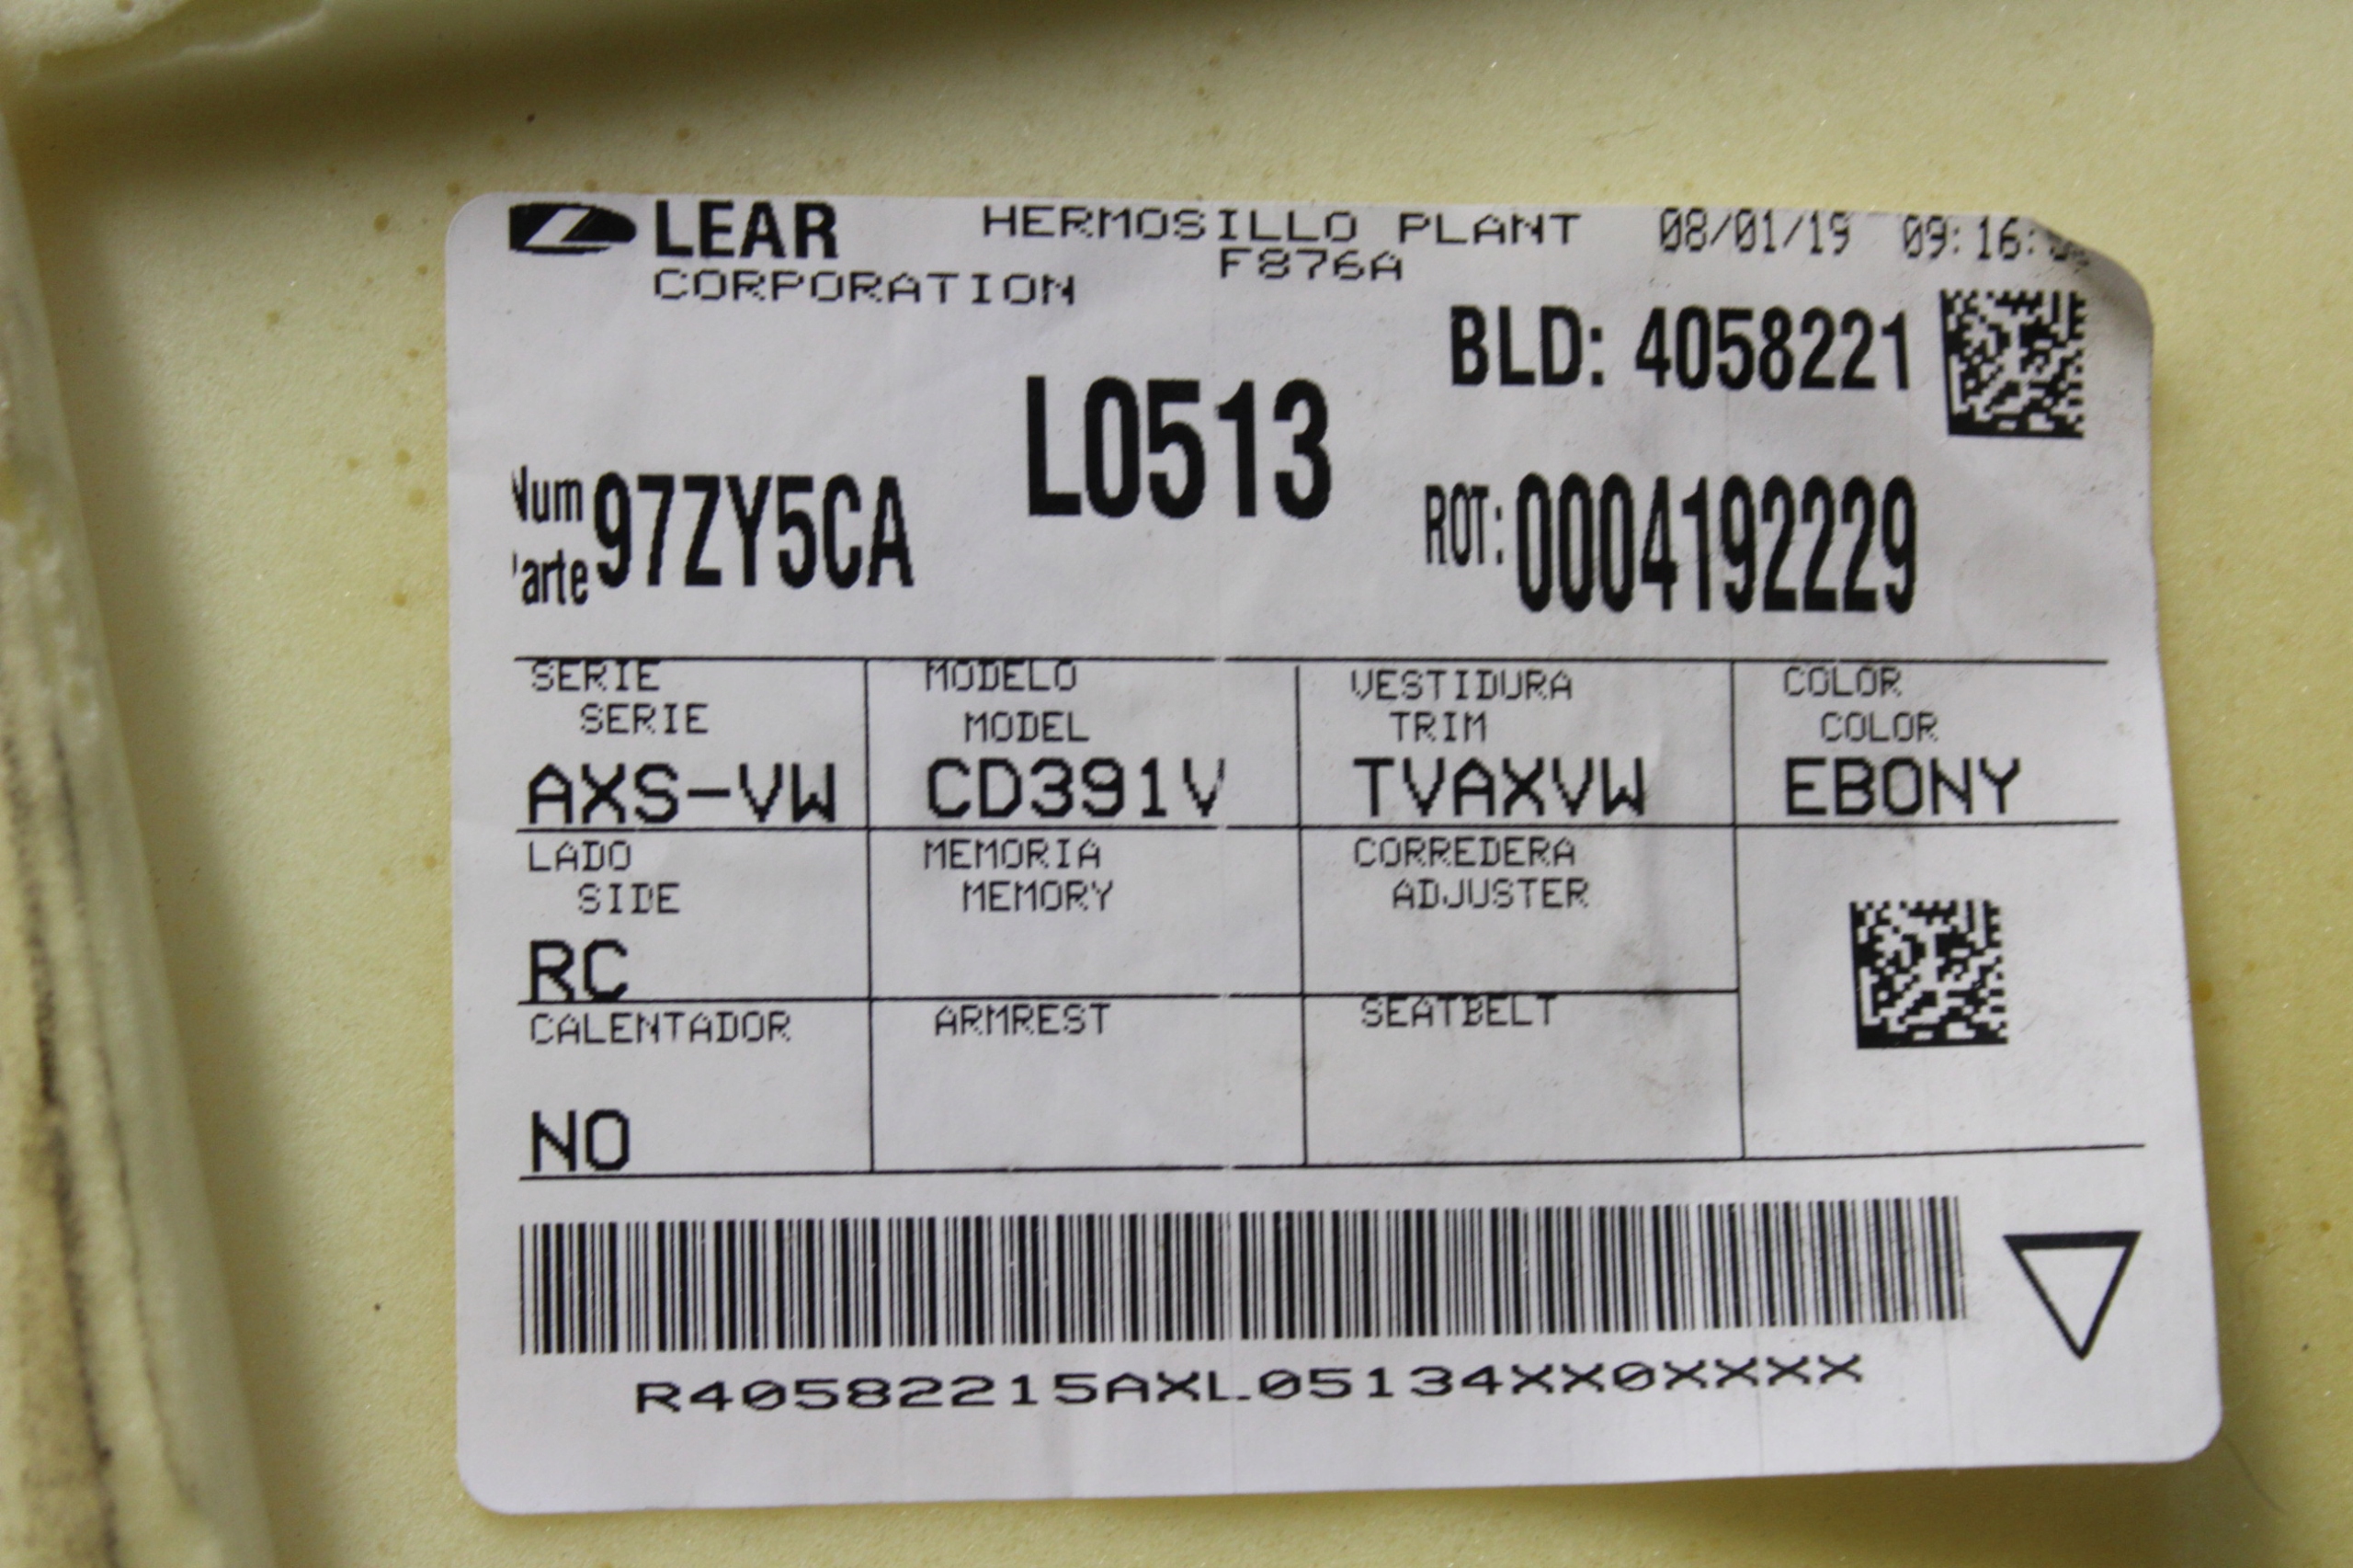 LEAR HERMOSILLO PLANT 08/01/19 09:16:
CORPORATION F876A
BLD: 4058221
L0513
Num
Parte 97ZY5CA
ROT: 0004192229
SERIE MODELO VESTIDURA COLOR
SERIE MODEL TRIM COLOR
AXS-VW CD391V TVAXVW EBONY
LADO MEMORIA CORREDERA
SIDE MEMORY ADJUSTER
RC
CALENTADOR ARMREST SEATBELT
NO
R40582215AXL05134XX0XXXX